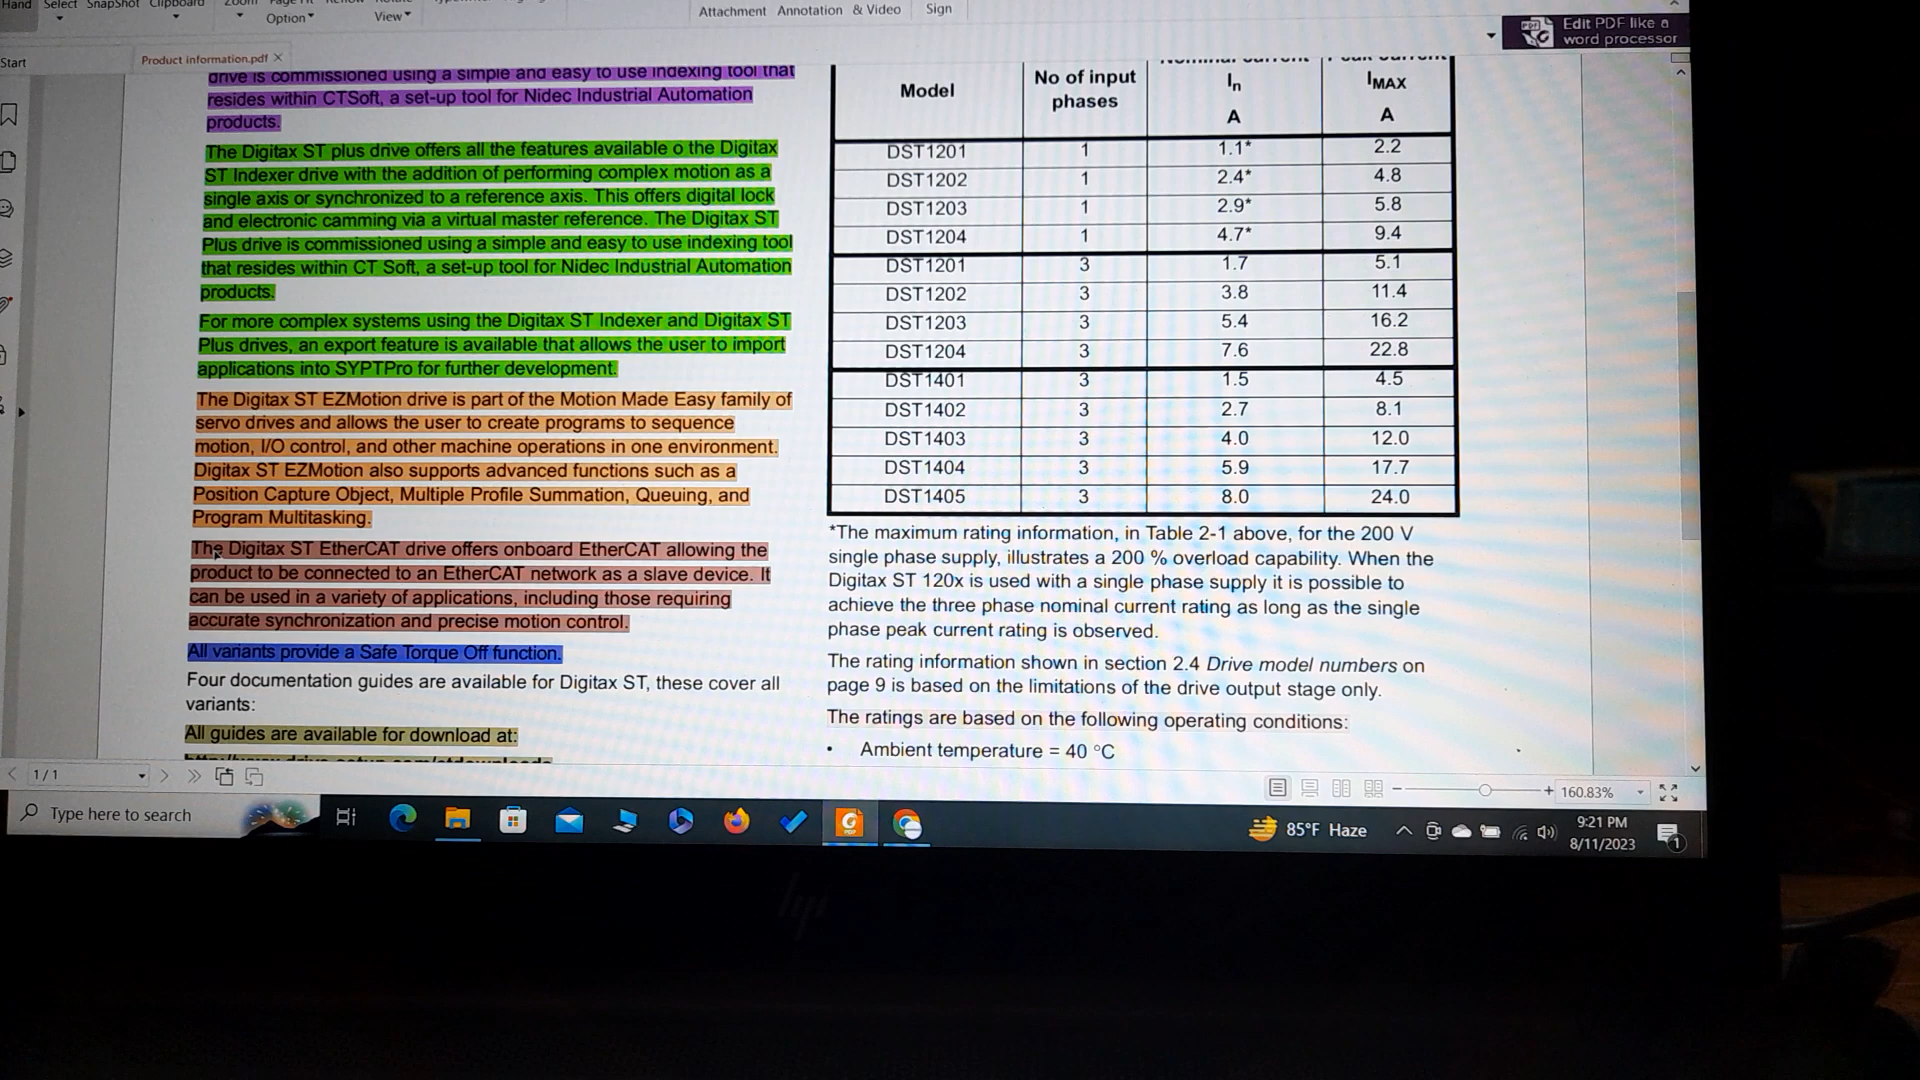 Hand Select SnapShot Clipboard
Option
View
Attachment Annotation & Video Sign
Edit PDF like a
word processor
Start
Product information.pdf ×
drive is commissioned using a simple and easy to use indexing tool that
resides within CTSoft, a set-up tool for Nidec Industrial Automation
products.
The Digitax ST plus drive offers all the features available o the Digitax
ST Indexer drive with the addition of performing complex motion as a
single axis or synchronized to a reference axis. This offers digital lock
and electronic camming via a virtual master reference. The Digitax ST
Plus drive is commissioned using a simple and easy to use indexing tool
that resides within CT Soft, a set-up tool for Nidec Industrial Automation
products.
For more complex systems using the Digitax ST Indexer and Digitax ST
Plus drives, an export feature is available that allows the user to import
applications into SYPTPro for further development.
The Digitax ST EZMotion drive is part of the Motion Made Easy family of
servo drives and allows the user to create programs to sequence
motion, I/O control, and other machine operations in one environment.
Digitax ST EZMotion also supports advanced functions such as a
Position Capture Object, Multiple Profile Summation, Queuing, and
Program Multitasking.
The Digitax ST EtherCAT drive offers onboard EtherCAT allowing the
product to be connected to an EtherCAT network as a slave device. It
can be used in a variety of applications, including those requiring
accurate synchronization and precise motion control.
All variants provide a Safe Torque Off function.
Four documentation guides are available for Digitax ST, these cover all
variants:
All guides are available for download at:
Model No of input phases In A IMAX A
DST1201 1 1.1* 2.2
DST1202 1 2.4* 4.8
DST1203 1 2.9* 5.8
DST1204 1 4.7* 9.4
DST1201 3 1.7 5.1
DST1202 3 3.8 11.4
DST1203 3 5.4 16.2
DST1204 3 7.6 22.8
DST1401 3 1.5 4.5
DST1402 3 2.7 8.1
DST1403 3 4.0 12.0
DST1404 3 5.9 17.7
DST1405 3 8.0 24.0
*The maximum rating information, in Table 2-1 above, for the 200 V
single phase supply, illustrates a 200 % overload capability. When the
Digitax ST 120x is used with a single phase supply it is possible to
achieve the three phase nominal current rating as long as the single
phase peak current rating is observed.
The rating information shown in section 2.4 Drive model numbers on
page 9 is based on the limitations of the drive output stage only.
The ratings are based on the following operating conditions:
• Ambient temperature = 40 °C
1 / 1
160.83%
Type here to search
85°F Haze
9:21 PM
8/11/2023
1
hp